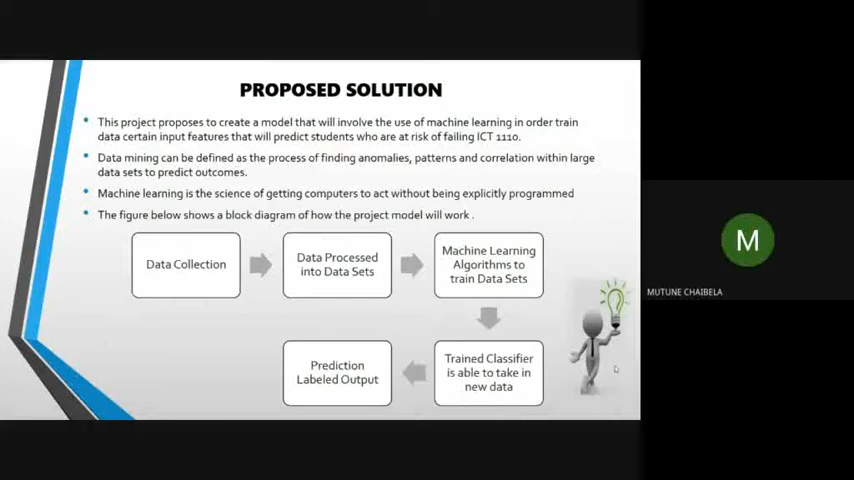 PROPOSED SOLUTION
This project proposes to create a model that will involve the use of machine learning in order train
data certain input features that will predict students who are at risk of failing ICT 1110.
Data mining can be defined as the process of finding anomalies, patterns and correlation within large
data sets to predict outcomes.
Machine learning is the science of getting computers to act without being explicitly programmed
The figure below shows a block diagram of how the project model will work .
Data Collection
Data Processed
into Data Sets
Machine Learning
Algorithms to
train Data Sets
Trained Classifier
is able to take in
new data
Prediction
Labeled Output
M
MUTUNE CHAIBELA